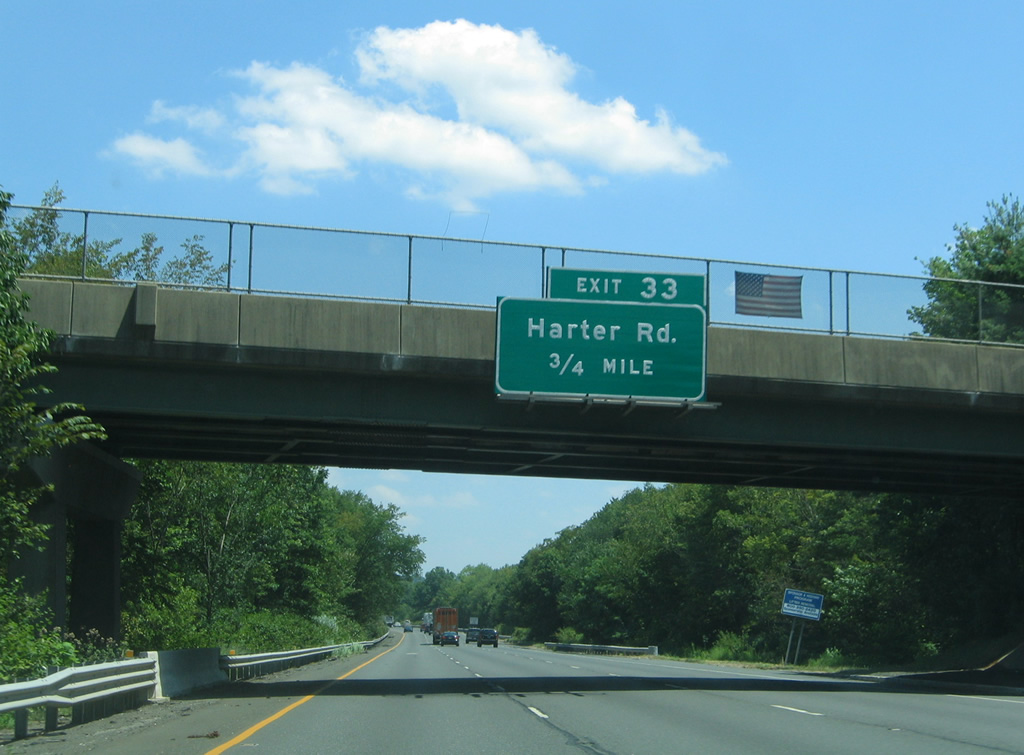 EXIT 33
Harter Rd.
3/4 MILE